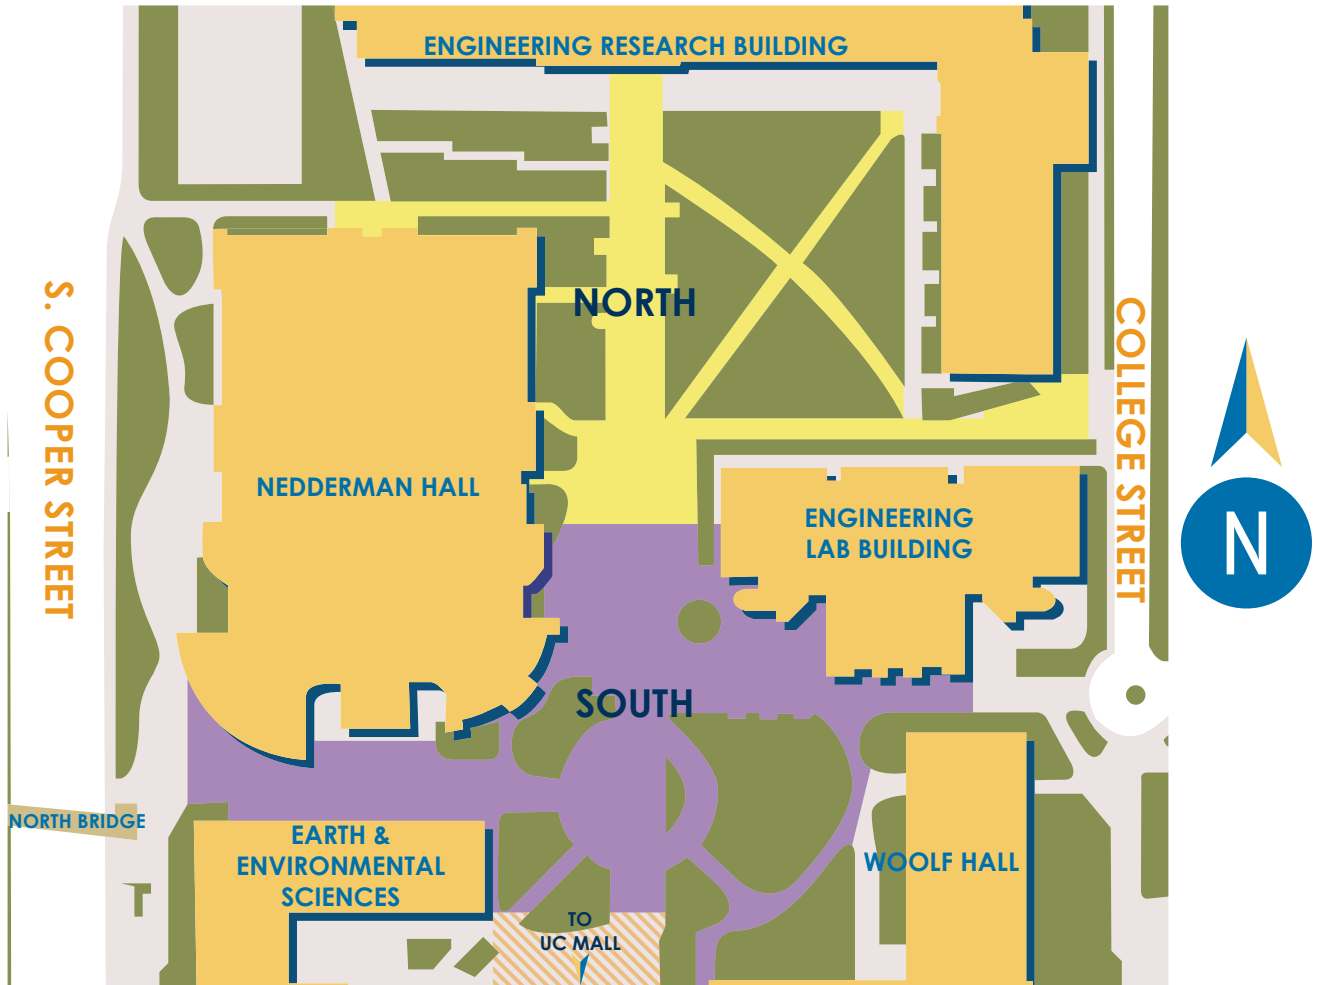 ENGINEERING RESEARCH BUILDING
NORTH
S. COOPER STREET
COLLEGE STREET
NEDDERMAN HALL
ENGINEERING
LAB BUILDING
N
SOUTH
NORTH BRIDGE
EARTH &
ENVIRONMENTAL
SCIENCES
WOOLF HALL
TO
UC MALL